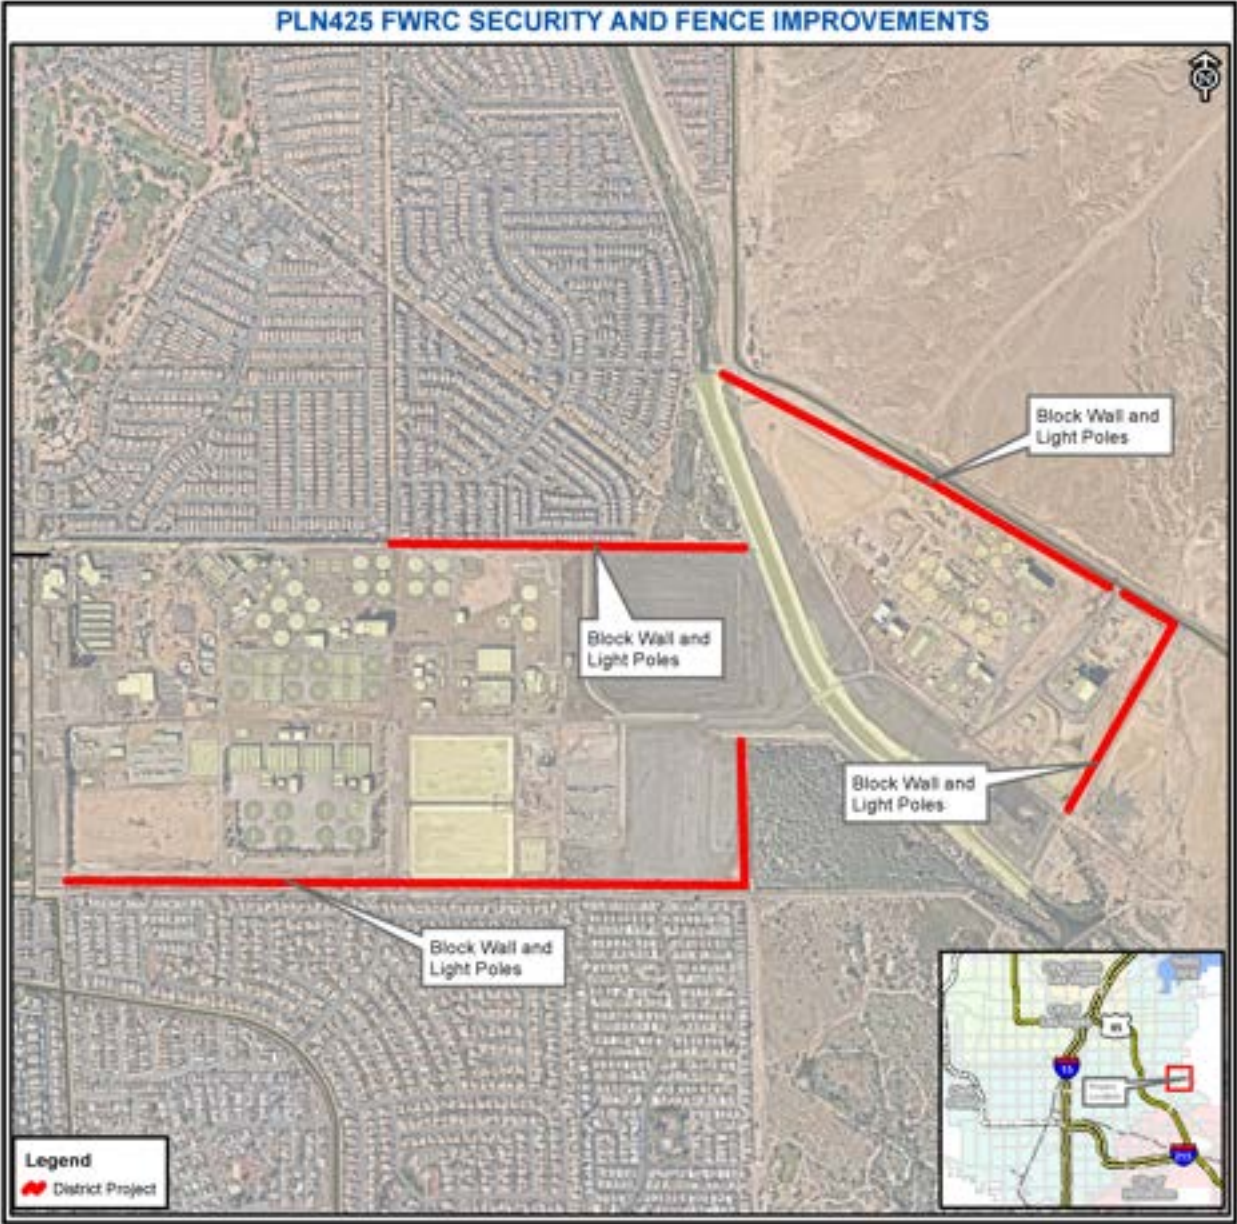 PLN425 FWRC SECURITY AND FENCE IMPROVEMENTS
N
Block Wall and
Light Poles
Block Wall and
Light Poles
Block Wall and
Light Poles
Block Wall and
Light Poles
Legend
District Project
15